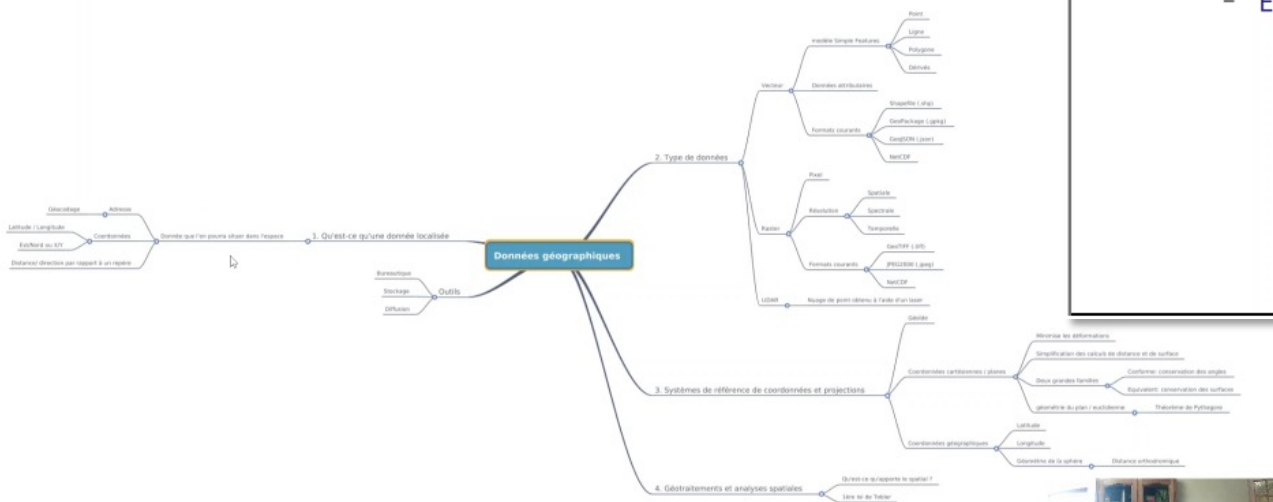 Données géographiques
1. Qu'est-ce qu'une donnée localisée
Donnée que l'on pourra situer dans l'espace
Adresse
Géocodage
Coordonnées
Latitude / Longitude
Est/Nord ou X/Y
Distance/ direction par rapport à un repère
Outils
Bureautique
Stockage
Diffusion
2. Type de données
Vecteur
modèle Simple Features
Point
Ligne
Polygone
Dérivés
Données attributaires
Formats courants
Shapefile (.shp)
GeoPackage (.gpkg)
GeoJSON (.json)
NetCDF
Raster
Pixel
Résolution
Spatiale
Spectrale
Temporelle
Formats courants
GeoTIFF (.tiff)
JPEG2000 (.jpeg)
NetCDF
LiDAR
Nuage de point obtenu à l'aide d'un laser
3. Systèmes de référence de coordonnées et projections
Géoïde
Coordonnées cartésiennes / planes
Minimise les déformations
Simplification des calculs de distance et de surface
Deux grandes familles
Conforme: conservation des angles
Equivalent: conservation des surfaces
géométrie du plan / euclidienne
Théorème de Pythagore
Coordonnées géographiques
Latitude
Longitude
Géométrie de la sphère
Distance orthodromique
4. Géotraitements et analyses spatiales
Qu'est-ce qu'apporte le spatial ?
1ère loi de Tobler